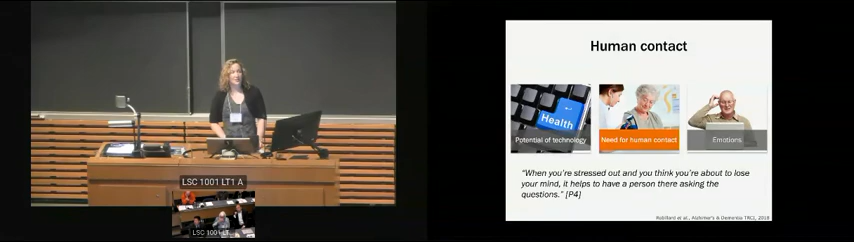 LSC 1001 LT1 A
LSC 1001 LT...
Human contact
Health
Potential of technology
Need for human contact
Emotions
“When you’re stressed out and you think you’re about to lose
your mind, it helps to have a person there asking the
questions.” [P4]
Robillard et al., Alzheimer's & Dementia TRCI, 2018